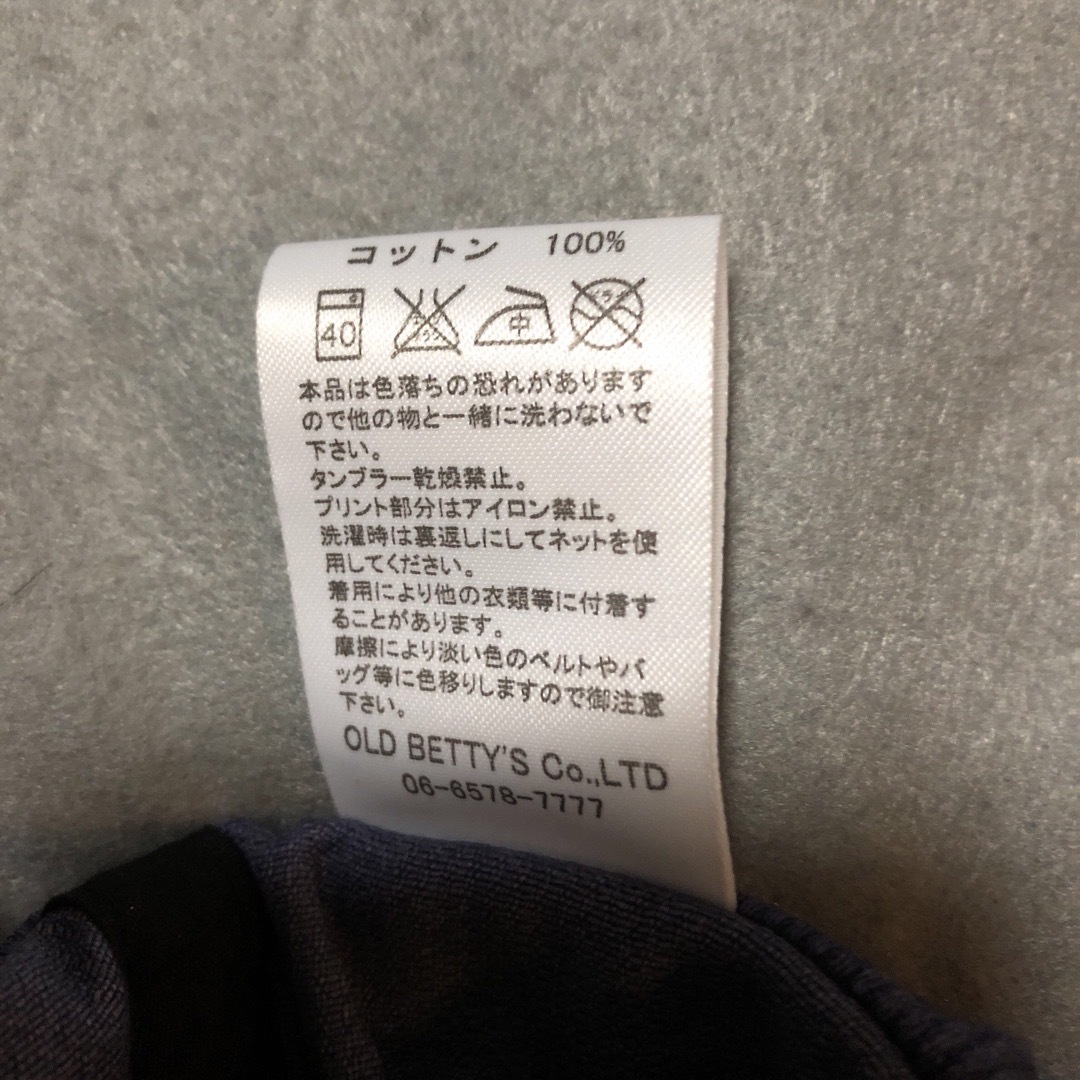 コットン 100%
40 中
本品は色落ちの恐れがあります
ので他の物と一緒に洗わないで
下さい。
タンブラー乾燥禁止。
プリント部分はアイロン禁止。
洗濯時は裏返しにしてネットを使
用してください。
着用により他の衣類等に付着す
ることがあります。
摩擦により淡い色のベルトやバ
ッグ等に色移りしますので御注意
下さい。
OLD BETTY'S Co.,LTD
06-6578-7777